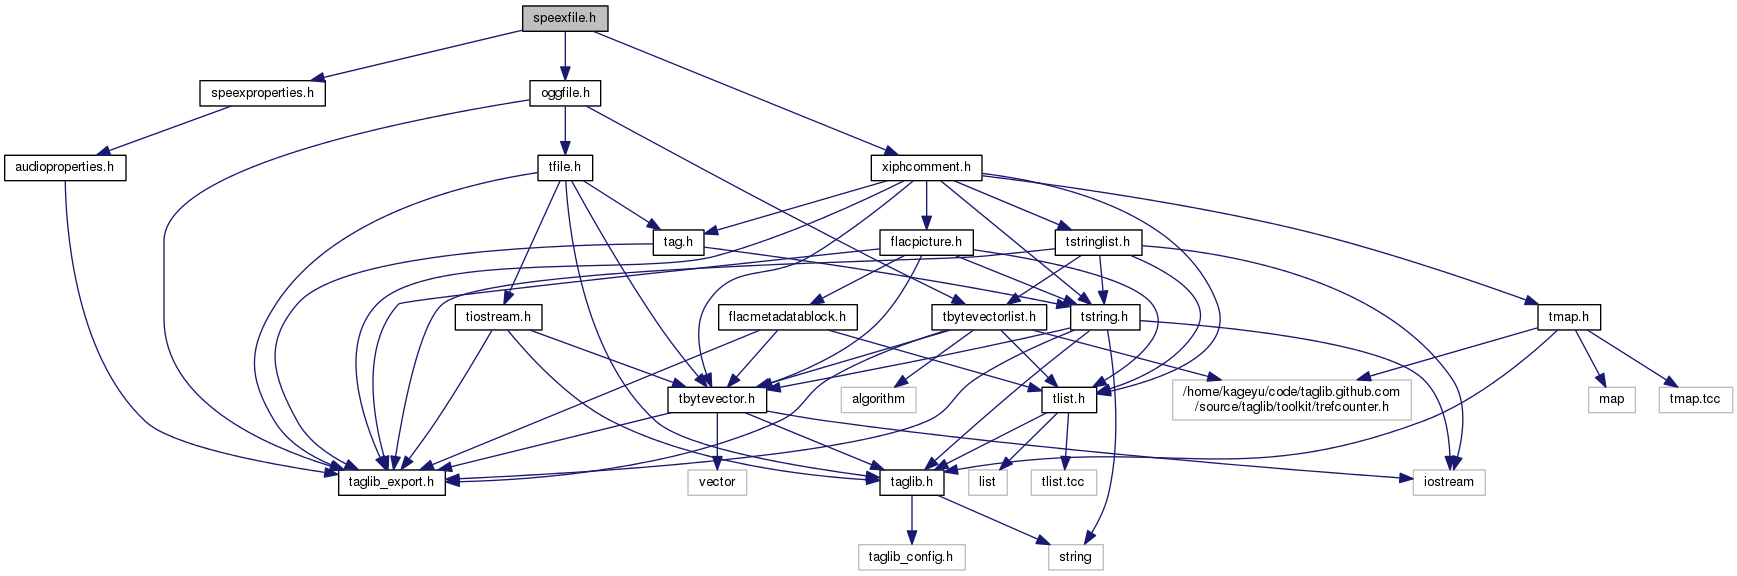 speexfile.h
speexproperties.h
oggfile.h
audioproperties.h
tfile.h
xiphcomment.h
tag.h
flacpicture.h
tstringlist.h
tiostream.h
flacmetadatablock.h
tbytevectorlist.h
tstring.h
tmap.h
tbytevector.h
algorithm
tlist.h
/home/kageyu/code/taglib.github.com
/source/taglib/toolkit/trefcounter.h
map
tmap.tcc
taglib_export.h
vector
taglib.h
list
tlist.tcc
iostream
taglib_config.h
string